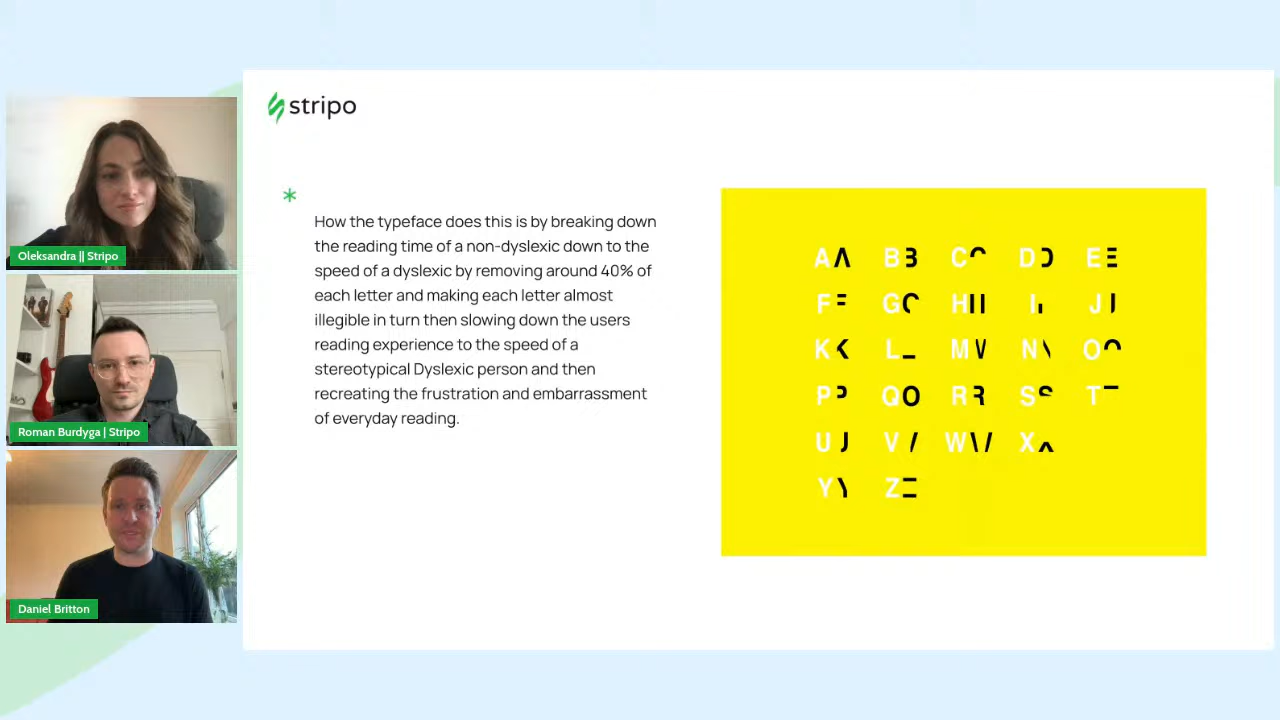 stripo
How the typeface does this is by breaking down
the reading time of a non-dyslexic down to the
speed of a dyslexic by removing around 40% of
each letter and making each letter almost
illegible in turn then slowing down the users
reading experience to the speed of a
stereotypical Dyslexic person and then
recreating the frustration and embarrassment
of everyday reading.
A A B B C C D D E E
F F G G H H I I J J
K K L L M M N N O O
P P Q Q R R S S T T
U U V V W W X X
Y Y Z Z
Oleksandra || Stripo
Roman Burdyga | Stripo
Daniel Britton